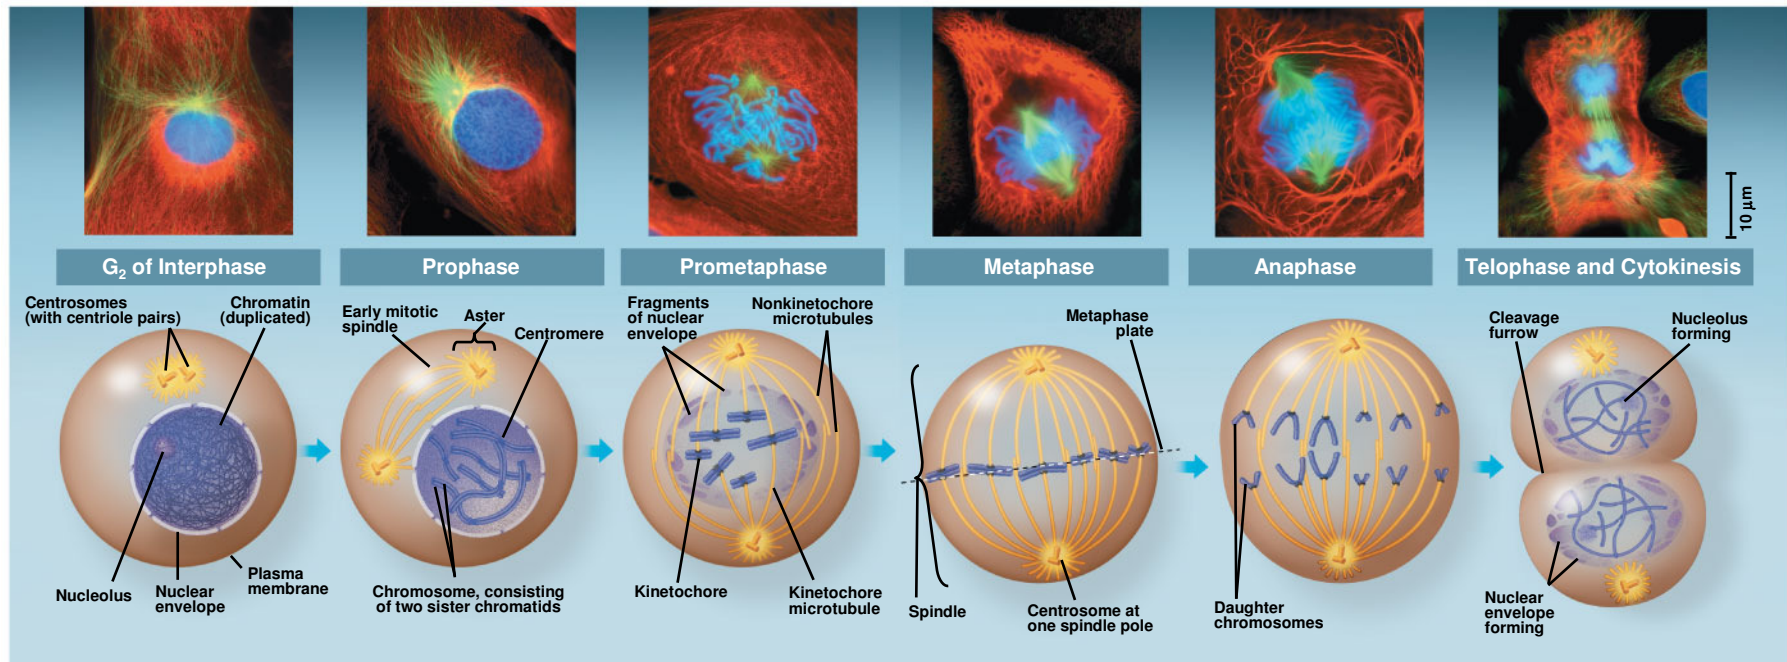 10 µm
G2 of Interphase
Prophase
Prometaphase
Metaphase
Anaphase
Telophase and Cytokinesis
Centrosomes
(with centriole pairs)
Chromatin
(duplicated)
Nucleolus
Nuclear
envelope
Plasma
membrane
Early mitotic
spindle
Aster
Centromere
Chromosome, consisting
of two sister chromatids
Fragments
of nuclear
envelope
Nonkinetochore
microtubules
Kinetochore
Kinetochore
microtubule
Metaphase
plate
Spindle
Centrosome at
one spindle pole
Daughter
chromosomes
Cleavage
furrow
Nucleolus
forming
Nuclear
envelope
forming